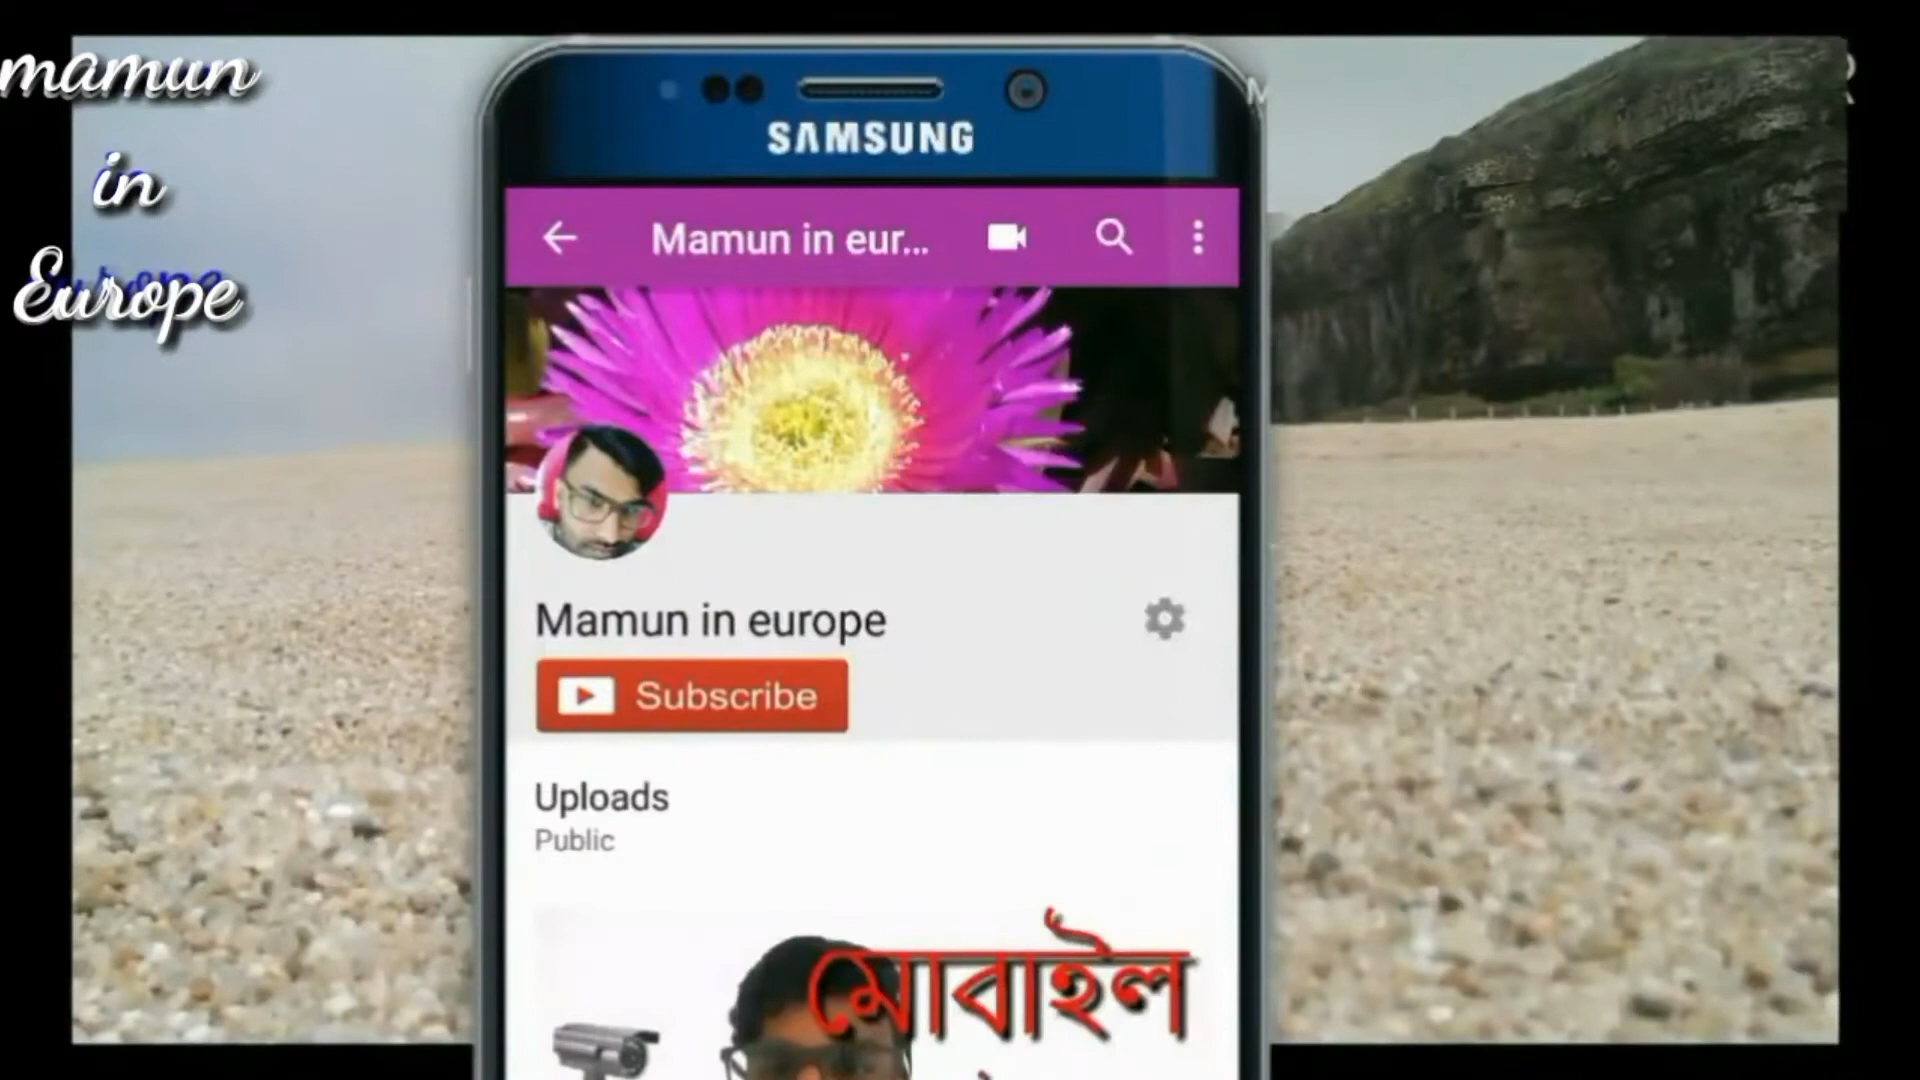 mamun
in
Europe
SAMSUNG
Mamun in eur...
Mamun in europe
Subscribe
Uploads
Public
মোবাইল